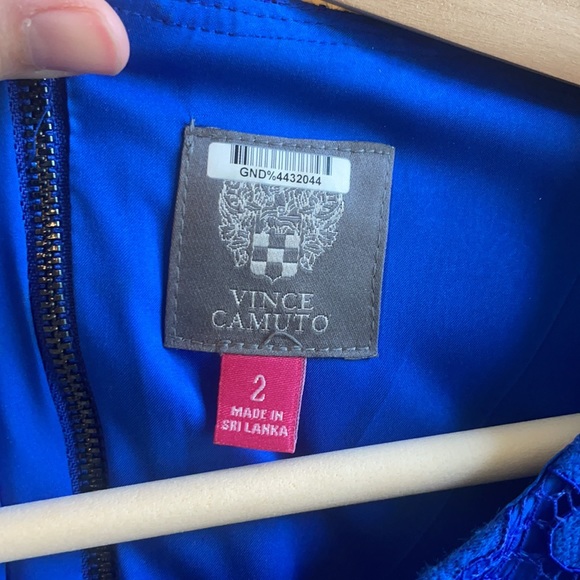 GND%4432044
VINCE
CAMUTO
2
MADE IN
SRI LANKA